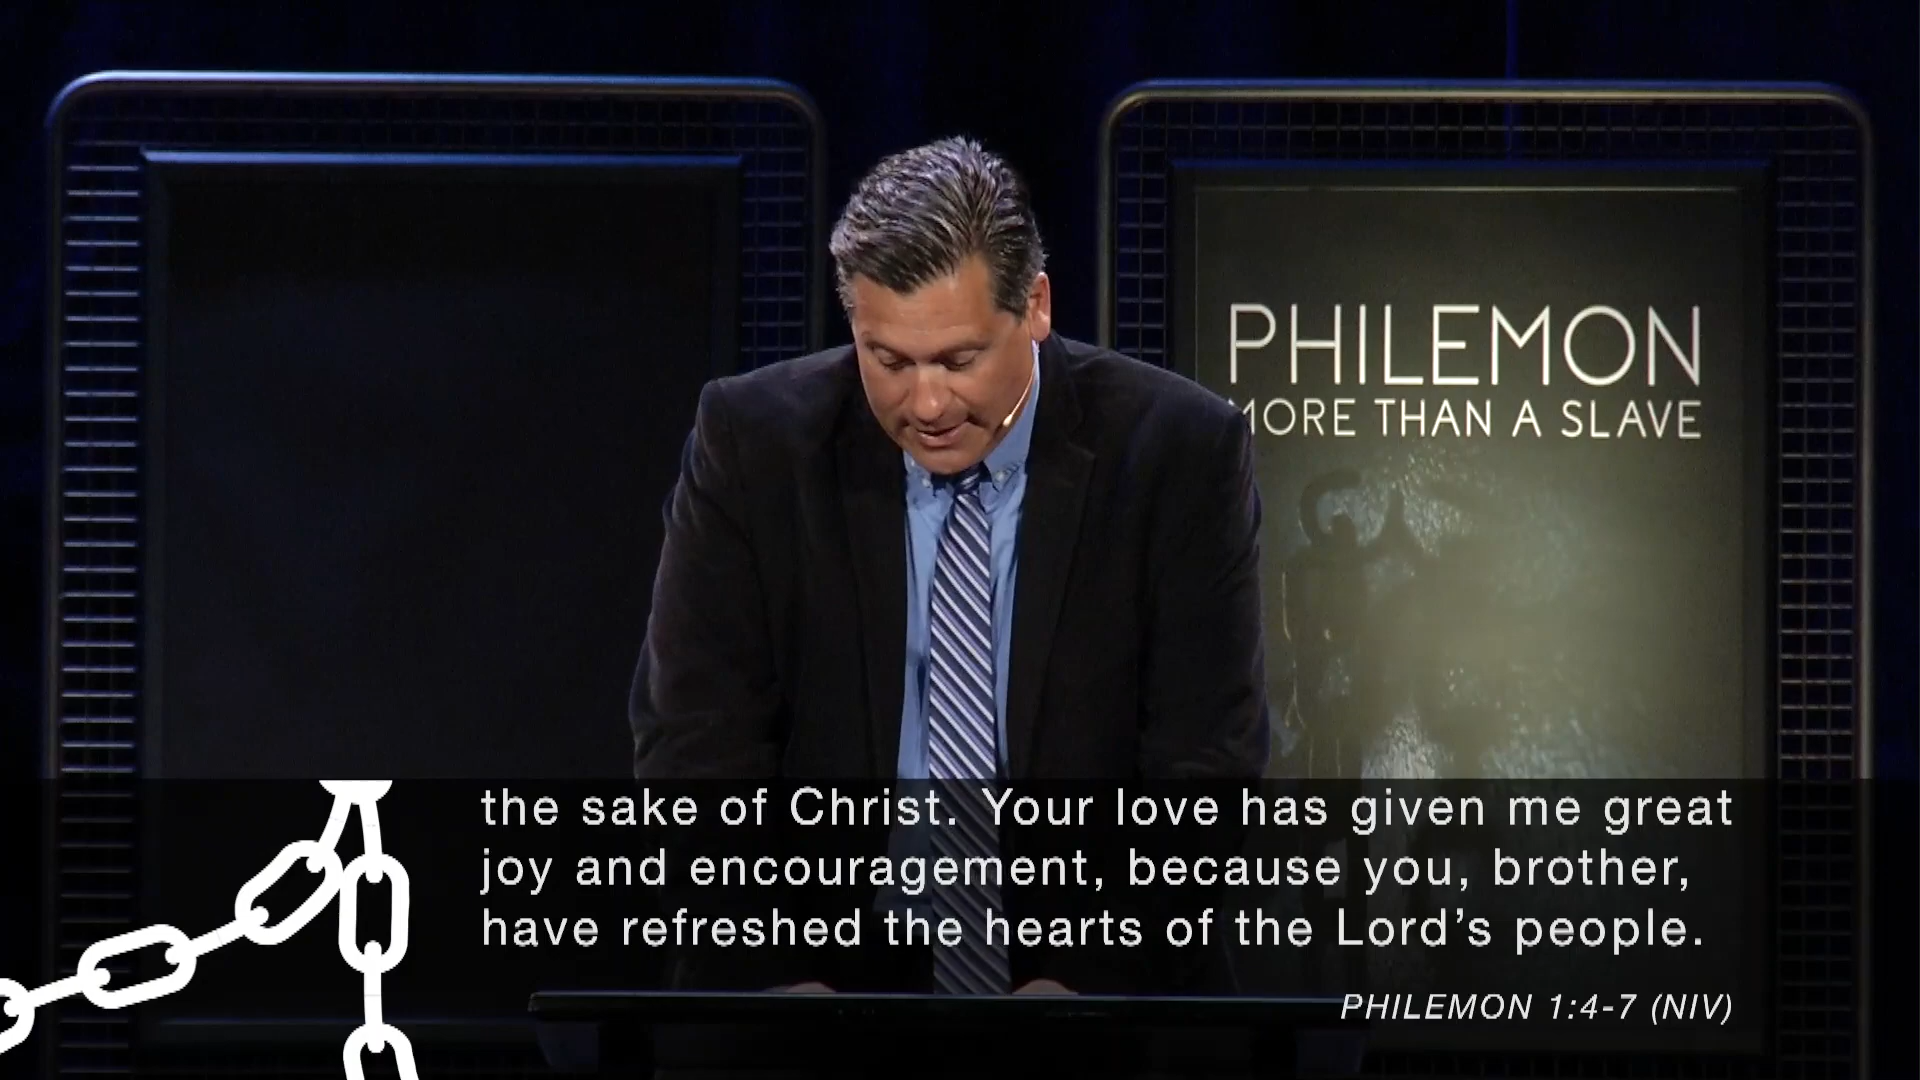 PHILEMON
MORE THAN A SLAVE
the sake of Christ. Your love has given me great
joy and encouragement, because you, brother,
have refreshed the hearts of the Lord’s people.
PHILEMON 1:4-7 (NIV)